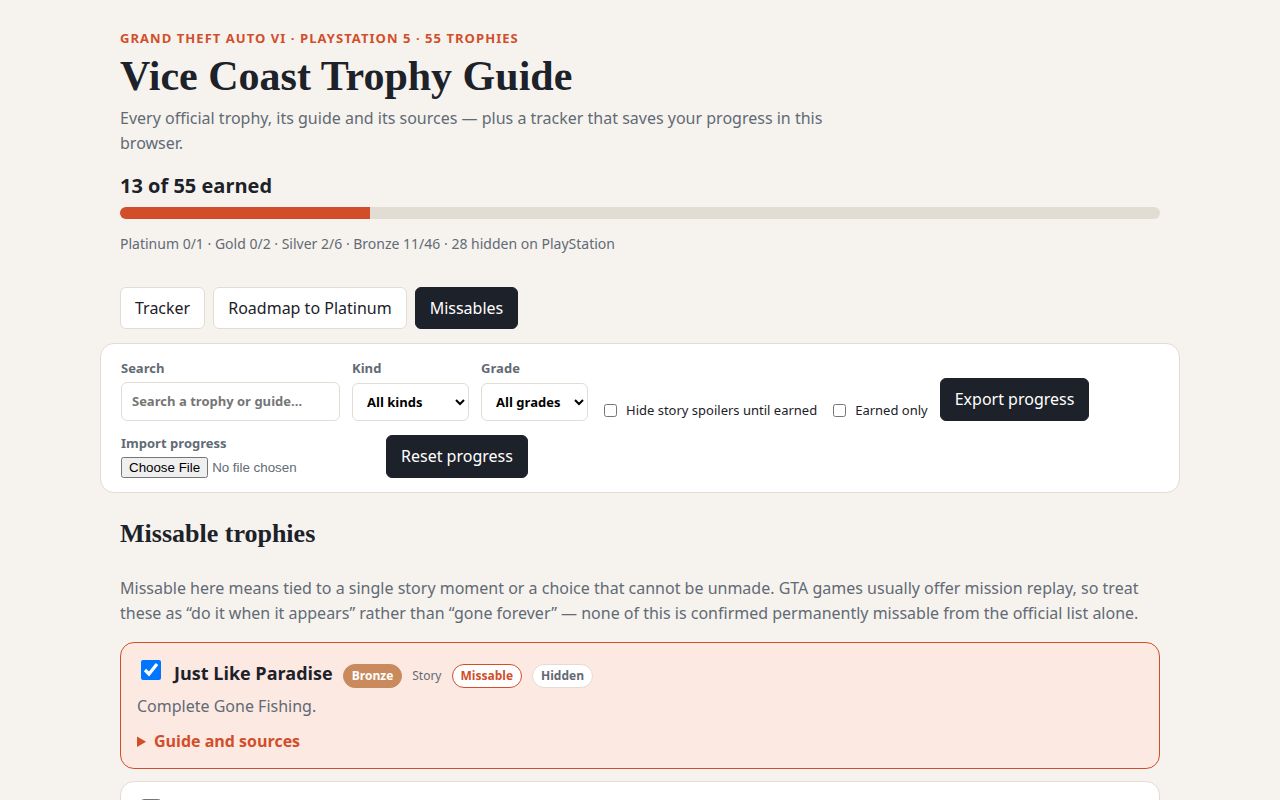 GRAND THEFT AUTO VI · PLAYSTATION 5 · 55 TROPHIES
Vice Coast Trophy Guide
Every official trophy, its guide and its sources — plus a tracker that saves your progress in this
browser.
13 of 55 earned
Platinum 0/1 · Gold 0/2 · Silver 2/6 · Bronze 11/46 · 28 hidden on PlayStation
Tracker Roadmap to Platinum Missables
Search Kind Grade
Search a trophy or guide... All kinds All grades Hide story spoilers until earned Earned only Export progress
Import progress
Choose File No file chosen Reset progress
Missable trophies
Missable here means tied to a single story moment or a choice that cannot be unmade. GTA games usually offer mission replay, so treat
these as “do it when it appears” rather than “gone forever” — none of this is confirmed permanently missable from the official list alone.
Just Like Paradise Bronze Story Missable Hidden
Complete Gone Fishing.
Guide and sources